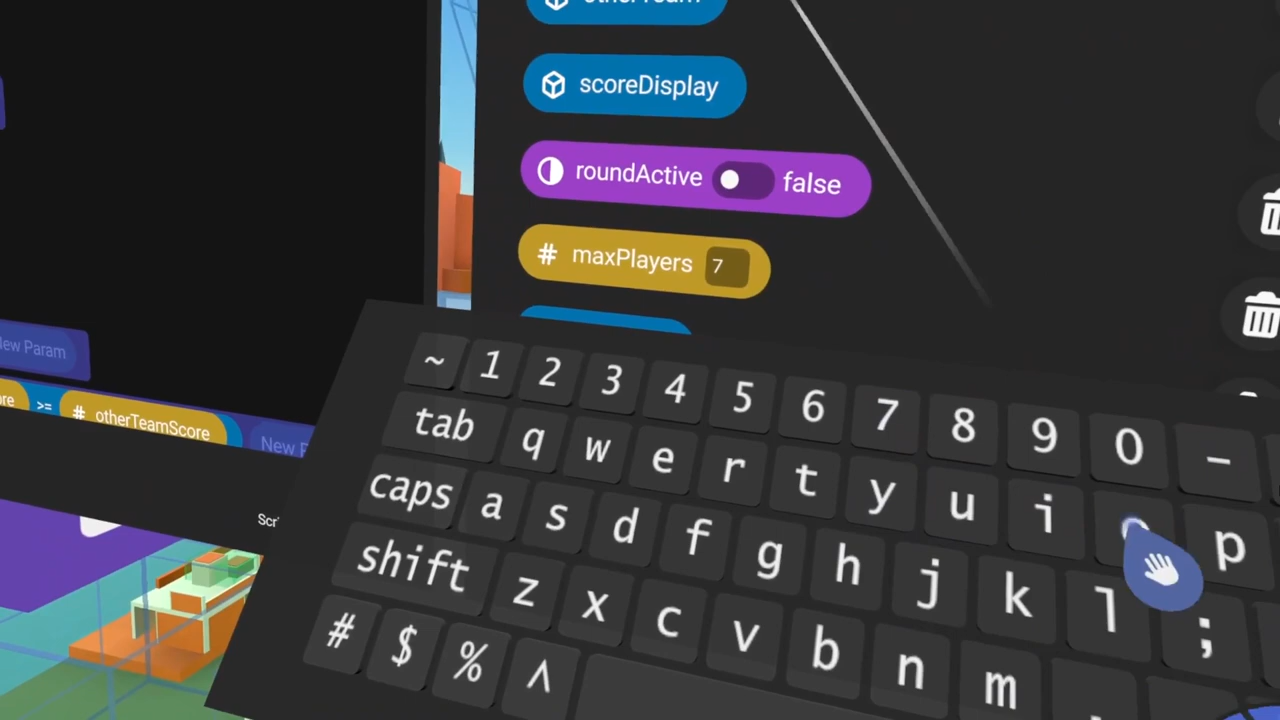 otherTeam
scoreDisplay
roundActive false
# maxPlayers 7
New Param
>= # otherTeamScore
~ 1 2 3 4 5 6 7 8 9 0 -
tab q w e r t y u i p
caps a s d f g h j k l ;
shift z x c v b n m
# $ % ^